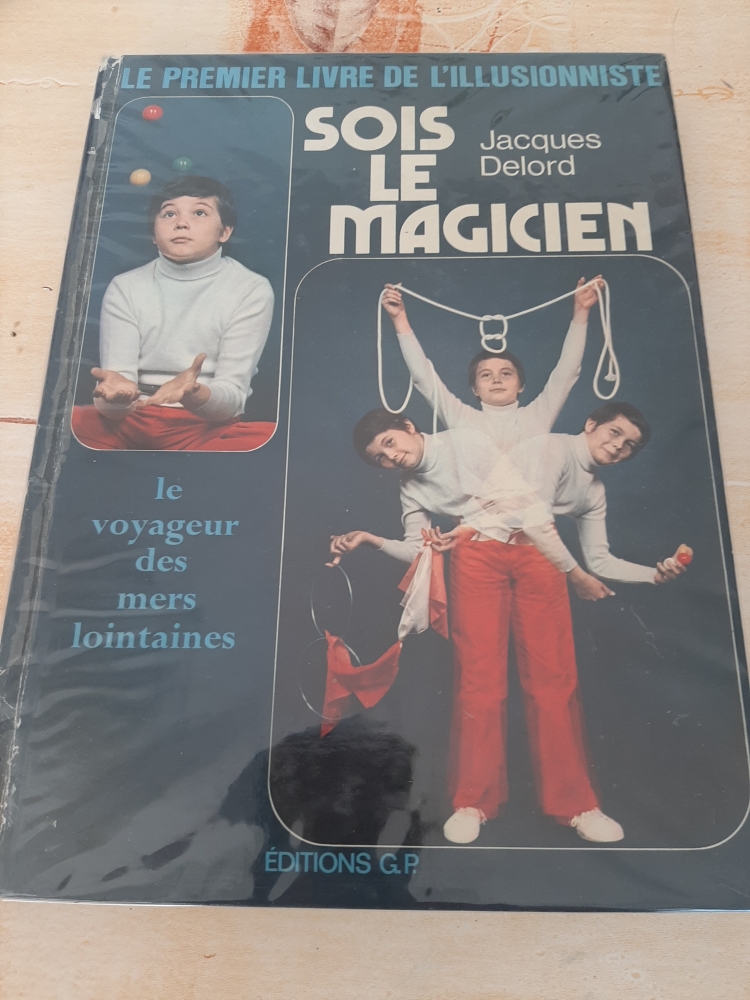 LE PREMIER LIVRE DE L'ILLUSIONNISTE
SOIS
LE
MAGICIEN
Jacques
Delord
le
voyageur
des
mers
lointaines
ÉDITIONS G.P.